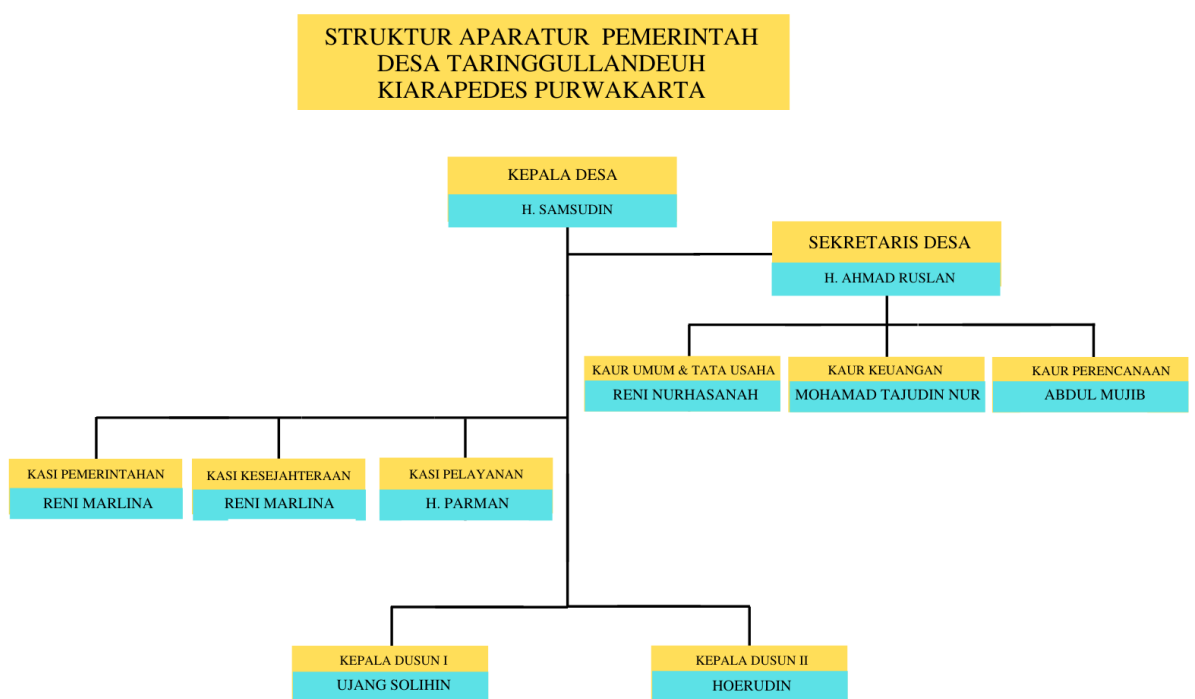 STRUKTUR APARATUR PEMERINTAH
DESA TARINGGULLANDEUH
KIARAPEDES PURWAKARTA
KEPALA DESA
H. SAMSUDIN
SEKRETARIS DESA
H. AHMAD RUSLAN
KAUR UMUM & TATA USAHA
RENI NURHASANAH
KAUR KEUANGAN
MOHAMAD TAJUDIN NUR
KAUR PERENCANAAN
ABDUL MUJIB
KASI PEMERINTAHAN
RENI MARLINA
KASI KESEJAHTERAAN
RENI MARLINA
KASI PELAYANAN
H. PARMAN
KEPALA DUSUN I
UJANG SOLIHIN
KEPALA DUSUN II
HOERUDIN